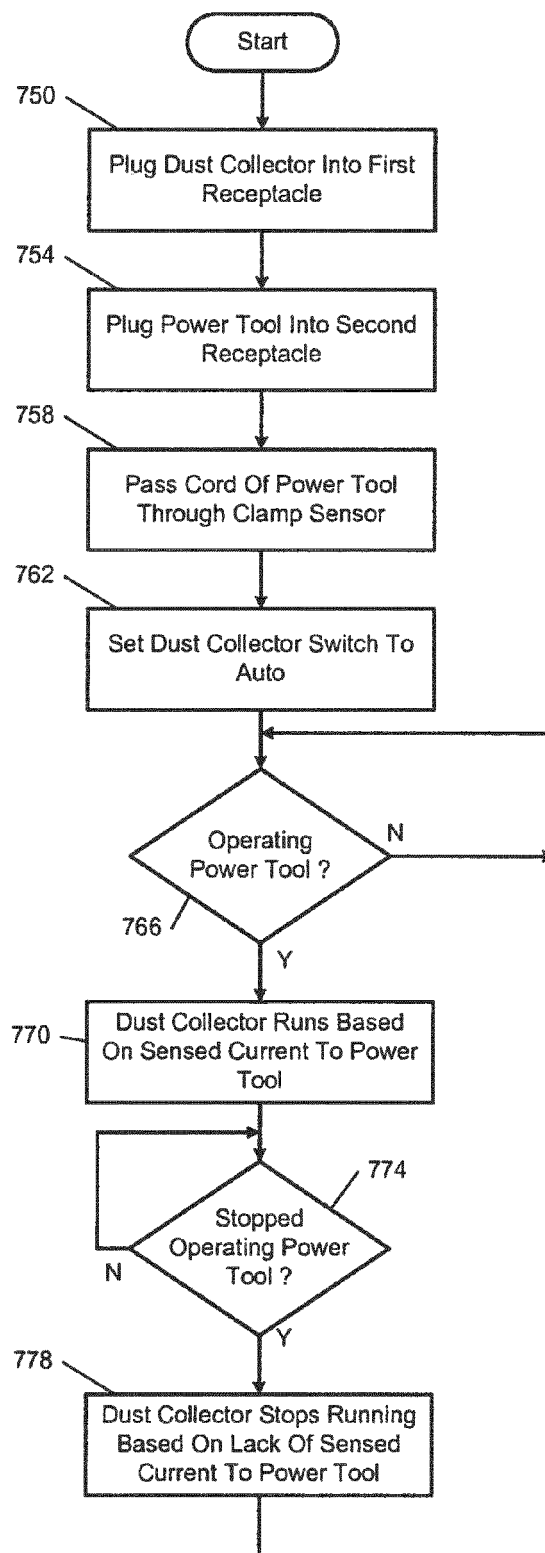 Start
750
Plug Dust Collector Into First
Receptacle
754
Plug Power Tool Into Second
Receptacle
758
Pass Cord Of Power Tool
Through Clamp Sensor
762
Set Dust Collector Switch To
Auto
Operating
Power Tool ?
N
766
Y
770
Dust Collector Runs Based
On Sensed Current To Power
Tool
774
Stopped
Operating Power
Tool ?
N
Y
778
Dust Collector Stops Running
Based On Lack Of Sensed
Current To Power Tool